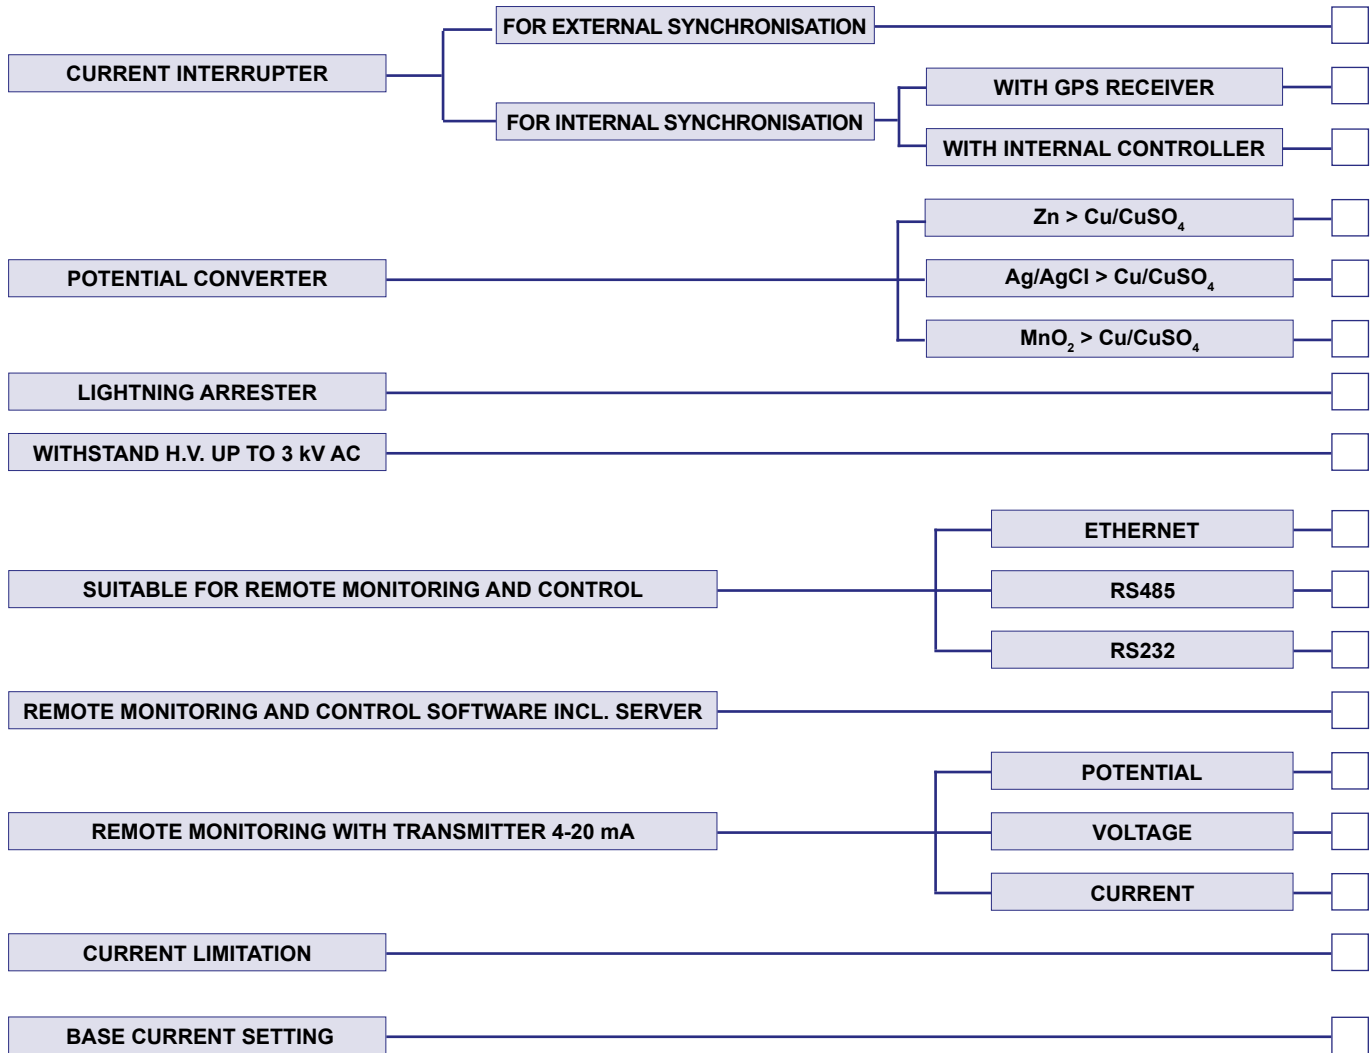 FOR EXTERNAL SYNCHRONISATION
CURRENT INTERRUPTER
WITH GPS RECEIVER
FOR INTERNAL SYNCHRONISATION
WITH INTERNAL CONTROLLER
Zn > Cu/CuSO₄
POTENTIAL CONVERTER
Ag/AgCl > Cu/CuSO₄
MnO₂ > Cu/CuSO₄
LIGHTNING ARRESTER
WITHSTAND H.V. UP TO 3 kV AC
ETHERNET
SUITABLE FOR REMOTE MONITORING AND CONTROL
RS485
RS232
REMOTE MONITORING AND CONTROL SOFTWARE INCL. SERVER
POTENTIAL
REMOTE MONITORING WITH TRANSMITTER 4-20 mA
VOLTAGE
CURRENT
CURRENT LIMITATION
BASE CURRENT SETTING